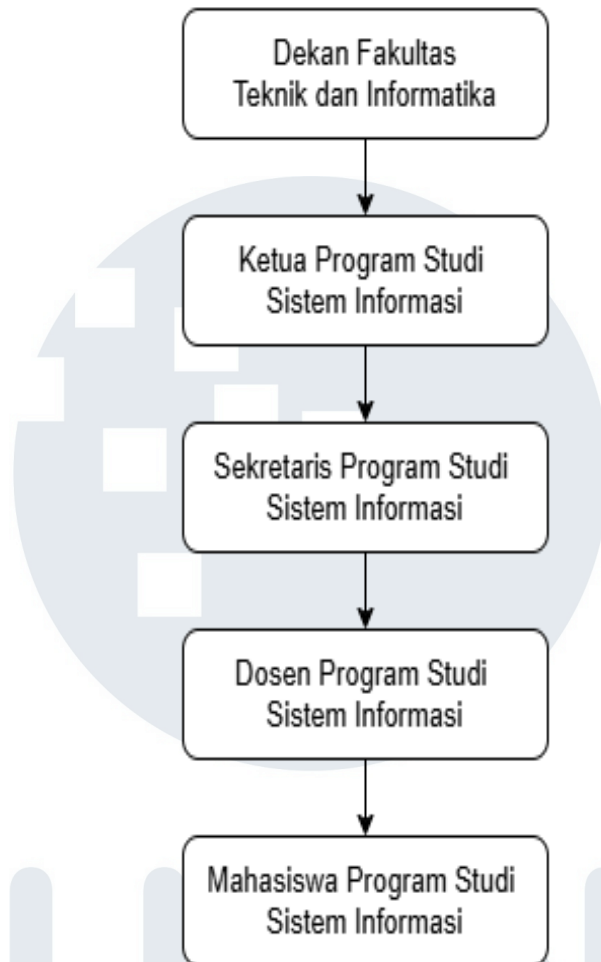 Dekan Fakultas
Teknik dan Informatika
Ketua Program Studi
Sistem Informasi
Sekretaris Program Studi
Sistem Informasi
Dosen Program Studi
Sistem Informasi
Mahasiswa Program Studi
Sistem Informasi